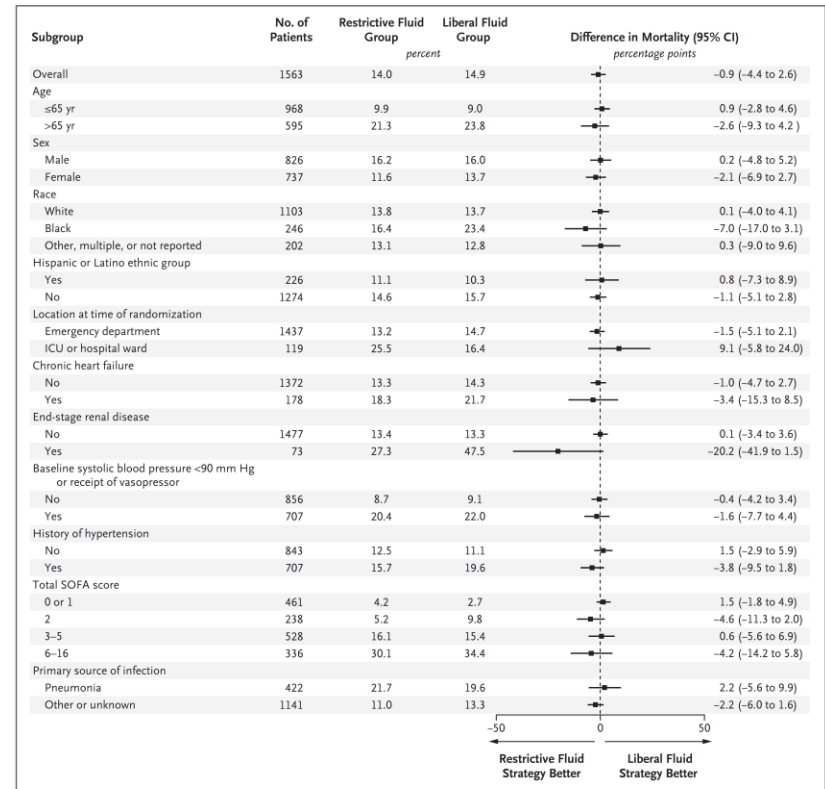 Subgroup No. of Patients Restrictive Fluid Group Liberal Fluid Group Difference in Mortality (95% CI)
percent percentage points
Overall 1563 14.0 14.9 −0.9 (−4.4 to 2.6)
Age
≤65 yr 968 9.9 9.0 0.9 (−2.8 to 4.6)
>65 yr 595 21.3 23.8 −2.6 (−9.3 to 4.2 )
Sex
Male 826 16.2 16.0 0.2 (−4.8 to 5.2)
Female 737 11.6 13.7 −2.1 (−6.9 to 2.7)
Race
White 1103 13.8 13.7 0.1 (−4.0 to 4.1)
Black 246 16.4 23.4 −7.0 (−17.0 to 3.1)
Other, multiple, or not reported 202 13.1 12.8 0.3 (−9.0 to 9.6)
Hispanic or Latino ethnic group
Yes 226 11.1 10.3 0.8 (−7.3 to 8.9)
No 1274 14.6 15.7 −1.1 (−5.1 to 2.8)
Location at time of randomization
Emergency department 1437 13.2 14.7 −1.5 (−5.1 to 2.1)
ICU or hospital ward 119 25.5 16.4 9.1 (−5.8 to 24.0)
Chronic heart failure
No 1372 13.3 14.3 −1.0 (−4.7 to 2.7)
Yes 178 18.3 21.7 −3.4 (−15.3 to 8.5)
End-stage renal disease
No 1477 13.4 13.3 0.1 (−3.4 to 3.6)
Yes 73 27.3 47.5 −20.2 (−41.9 to 1.5)
Baseline systolic blood pressure <90 mm Hg
or receipt of vasopressor
No 856 8.7 9.1 −0.4 (−4.2 to 3.4)
Yes 707 20.4 22.0 −1.6 (−7.7 to 4.4)
History of hypertension
No 843 12.5 11.1 1.5 (−2.9 to 5.9)
Yes 707 15.7 19.6 −3.8 (−9.5 to 1.8)
Total SOFA score
0 or 1 461 4.2 2.7 1.5 (−1.8 to 4.9)
2 238 5.2 9.8 −4.6 (−11.3 to 2.0)
3–5 528 16.1 15.4 0.6 (−5.6 to 6.9)
6–16 336 30.1 34.4 −4.2 (−14.2 to 5.8)
Primary source of infection
Pneumonia 422 21.7 19.6 2.2 (−5.6 to 9.9)
Other or unknown 1141 11.0 13.3 −2.2 (−6.0 to 1.6)
−50 0 50
Restrictive Fluid Strategy Better Liberal Fluid Strategy Better